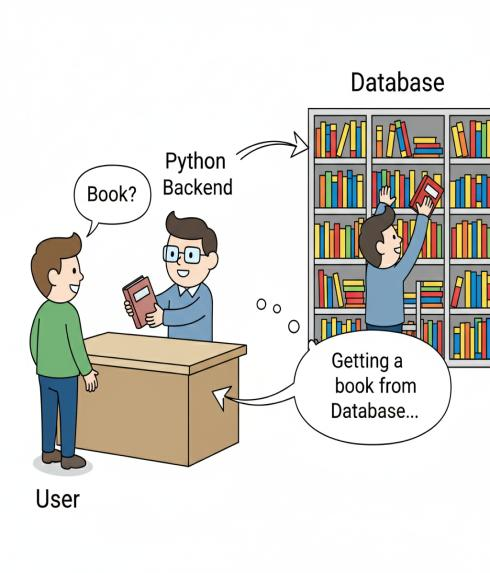 Database
Python
Backend
Book?
Getting a
book from
Database...
User